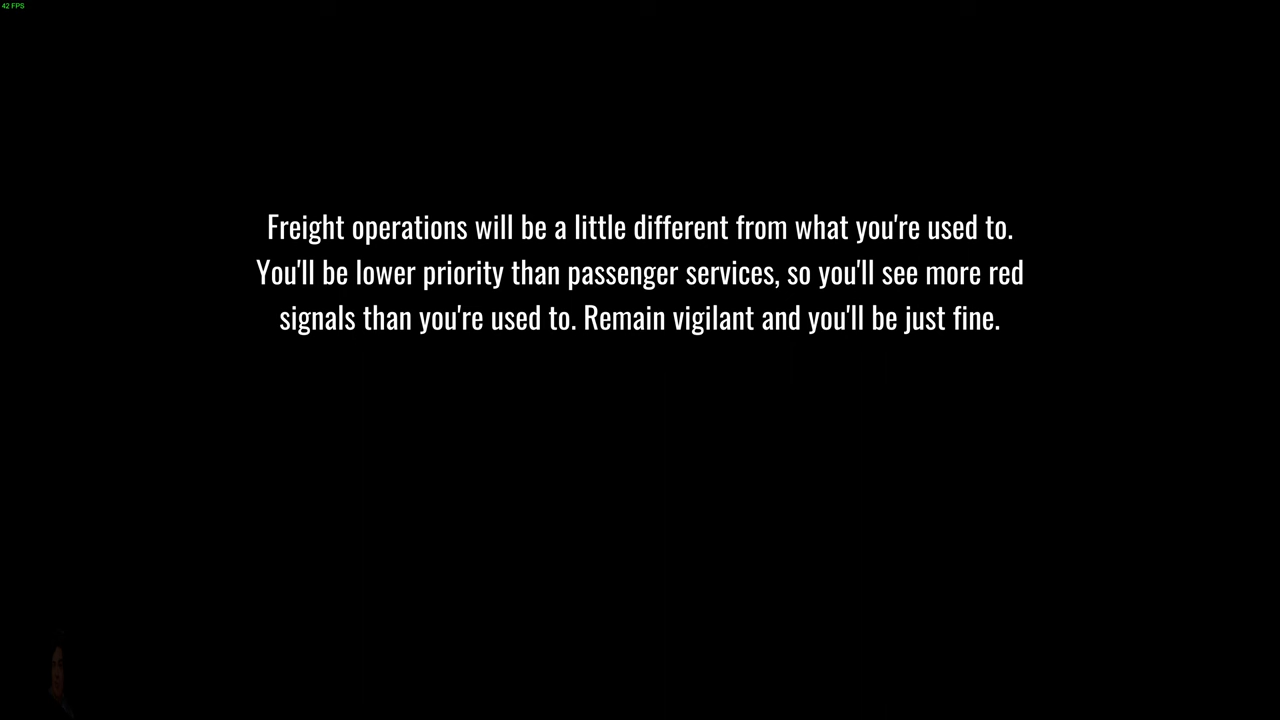 42 FPS
Freight operations will be a little different from what you're used to.
You'll be lower priority than passenger services, so you'll see more red
signals than you're used to. Remain vigilant and you'll be just fine.